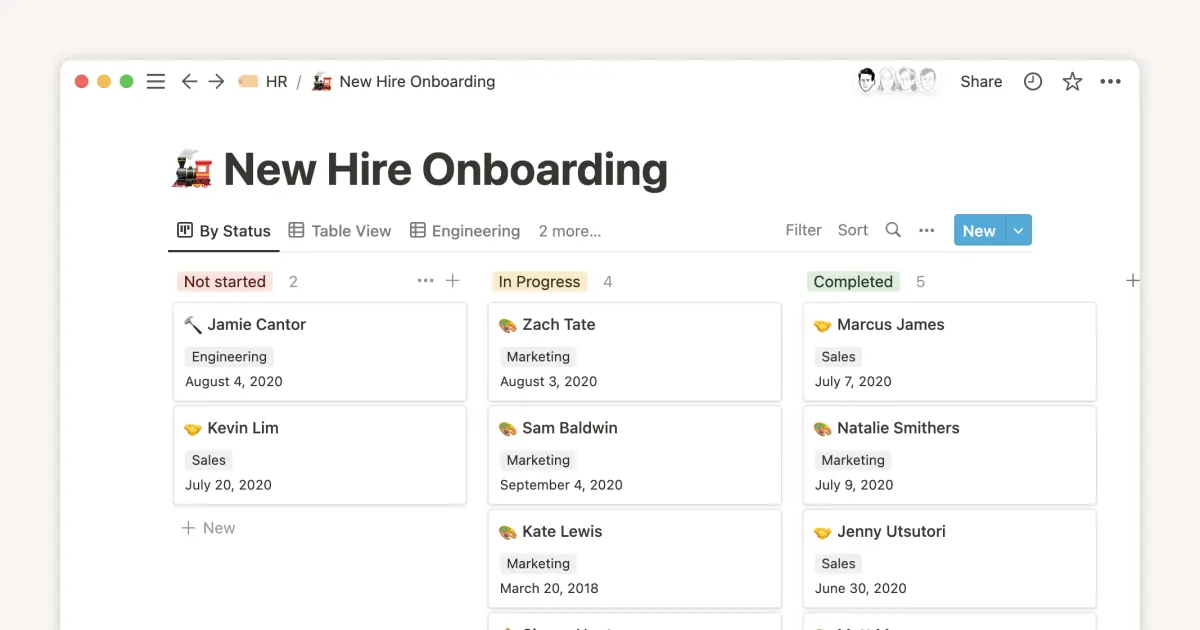 HR / New Hire Onboarding
Share
New Hire Onboarding
By Status Table View Engineering 2 more...
Filter Sort New
Not started 2
Jamie Cantor
Engineering
August 4, 2020
Kevin Lim
Sales
July 20, 2020
New
In Progress 4
Zach Tate
Marketing
August 3, 2020
Sam Baldwin
Marketing
September 4, 2020
Kate Lewis
Marketing
March 20, 2018
Completed 5
Marcus James
Sales
July 7, 2020
Natalie Smithers
Marketing
July 9, 2020
Jenny Utsutori
Sales
June 30, 2020